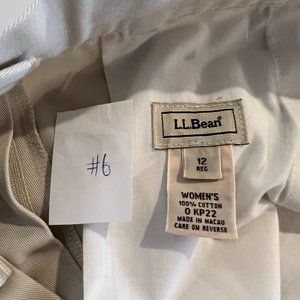 #6
L.L.Bean®
12
REG
WOMEN'S
100% COTTON
0 KP22
MADE IN MACAU
CARE ON REVERSE